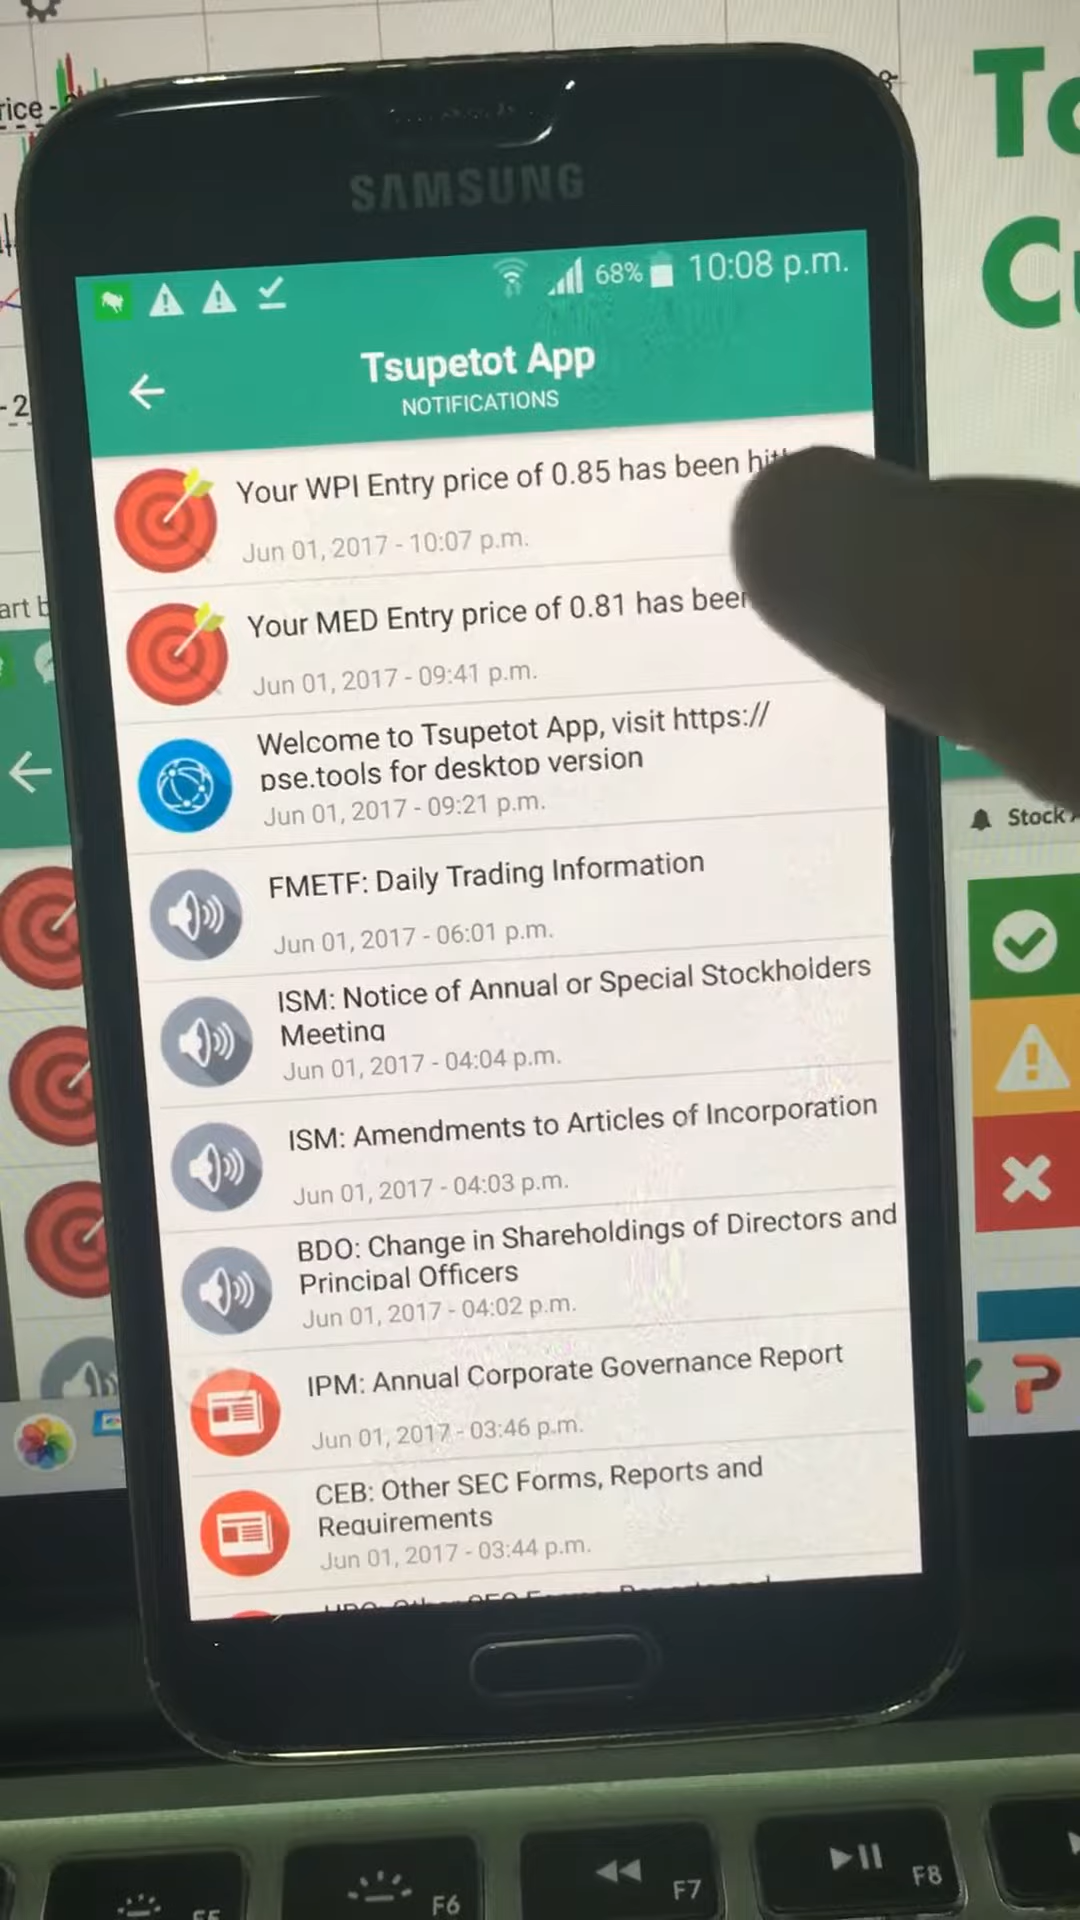 SAMSUNG
68% 10:08 p.m.
Tsupetot App
NOTIFICATIONS
Your WPI Entry price of 0.85 has been hit
Jun 01, 2017 - 10:07 p.m.
Your MED Entry price of 0.81 has been
Jun 01, 2017 - 09:41 p.m.
Welcome to Tsupetot App, visit https://
pse.tools for desktop version
Jun 01, 2017 - 09:21 p.m.
FMETF: Daily Trading Information
Jun 01, 2017 - 06:01 p.m.
ISM: Notice of Annual or Special Stockholders
Meeting
Jun 01, 2017 - 04:04 p.m.
ISM: Amendments to Articles of Incorporation
Jun 01, 2017 - 04:03 p.m.
BDO: Change in Shareholdings of Directors and
Principal Officers
Jun 01, 2017 - 04:02 p.m.
IPM: Annual Corporate Governance Report
Jun 01, 2017 - 03:46 p.m.
CEB: Other SEC Forms, Reports and
Requirements
Jun 01, 2017 - 03:44 p.m.
Stock
F5
F6
F7
F8